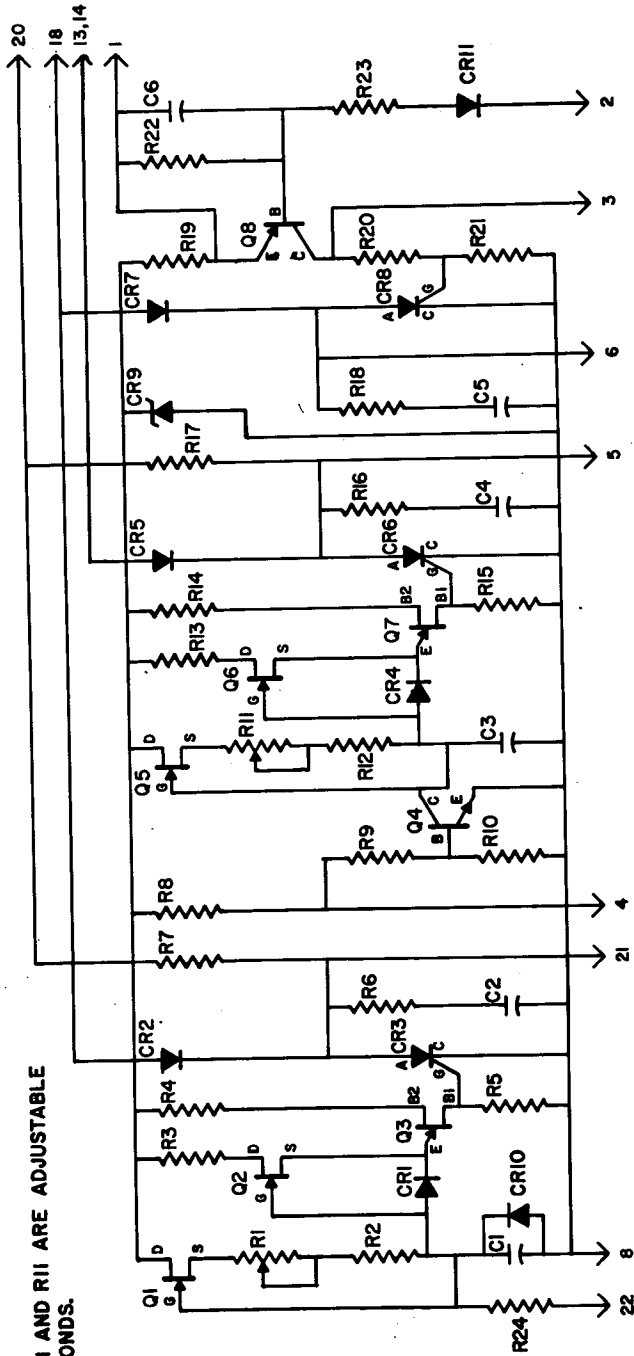 20
18
13,14
1
I AND R11 ARE ADJUSTABLE
ONDS.
Q1
D
S
G
R1
R2
R3
Q2
D
S
G
CR1
R4
Q3
B2
B1
E
R5
C1
CR10
R24
22
8
CR2
CR3
A
G
C
R6
C2
R7
21
R8
4
R9
R10
Q4
B
C
E
Q5
D
S
G
R11
R12
C3
R13
Q6
D
S
G
CR4
R14
Q7
B2
B1
E
R15
CR5
CR6
A
G
C
R16
C4
R17
5
CR9
R18
C5
6
CR7
CR8
A
G
C
R19
Q8
E
B
C
R20
R21
3
R22
C6
R23
CR11
2